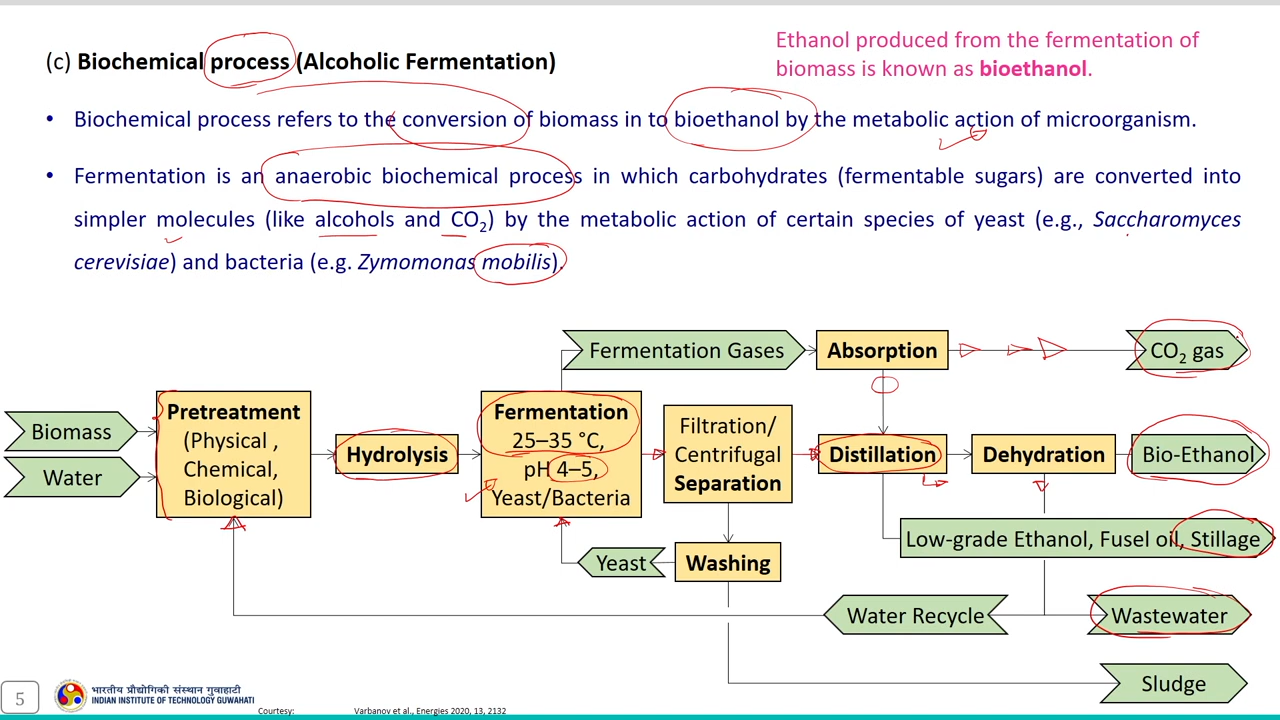 (c) Biochemical process (Alcoholic Fermentation)
Ethanol produced from the fermentation of
biomass is known as bioethanol.
• Biochemical process refers to the conversion of biomass in to bioethanol by the metabolic action of microorganism.
• Fermentation is an anaerobic biochemical process in which carbohydrates (fermentable sugars) are converted into
simpler molecules (like alcohols and CO₂) by the metabolic action of certain species of yeast (e.g., Saccharomyces
cerevisiae) and bacteria (e.g. Zymomonas mobilis).
Fermentation Gases
Absorption
CO₂ gas
Biomass
Water
Pretreatment
(Physical ,
Chemical,
Biological)
Hydrolysis
Fermentation
25–35 °C,
pH 4–5,
Yeast/Bacteria
Filtration/
Centrifugal
Separation
Distillation
Dehydration
Bio-Ethanol
Low-grade Ethanol, Fusel oil, Stillage
Yeast
Washing
Water Recycle
Wastewater
Sludge
5
भारतीय प्रौद्योगिकी संस्थान गुवाहाटी
INDIAN INSTITUTE OF TECHNOLOGY GUWAHATI
Courtesy:
Varbanov et al., Energies 2020, 13, 2132